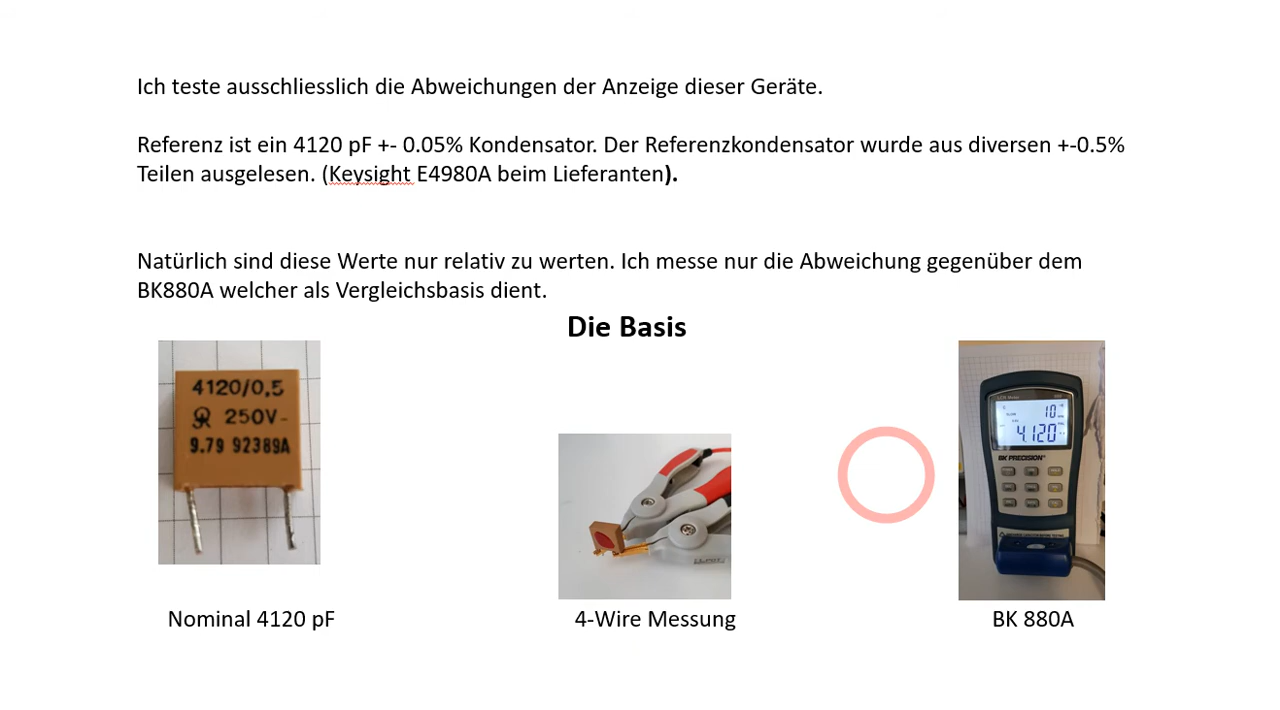 Ich teste ausschliesslich die Abweichungen der Anzeige dieser Geräte.
Referenz ist ein 4120 pF +- 0.05% Kondensator. Der Referenzkondensator wurde aus diversen +-0.5%
Teilen ausgelesen. (Keysight E4980A beim Lieferanten).
Natürlich sind diese Werte nur relativ zu werten. Ich messe nur die Abweichung gegenüber dem
BK880A welcher als Vergleichsbasis dient.
Die Basis
4120/0,5
250V-
9.79 92389A
10
4.120
BK PRECISION
Nominal 4120 pF
4-Wire Messung
BK 880A